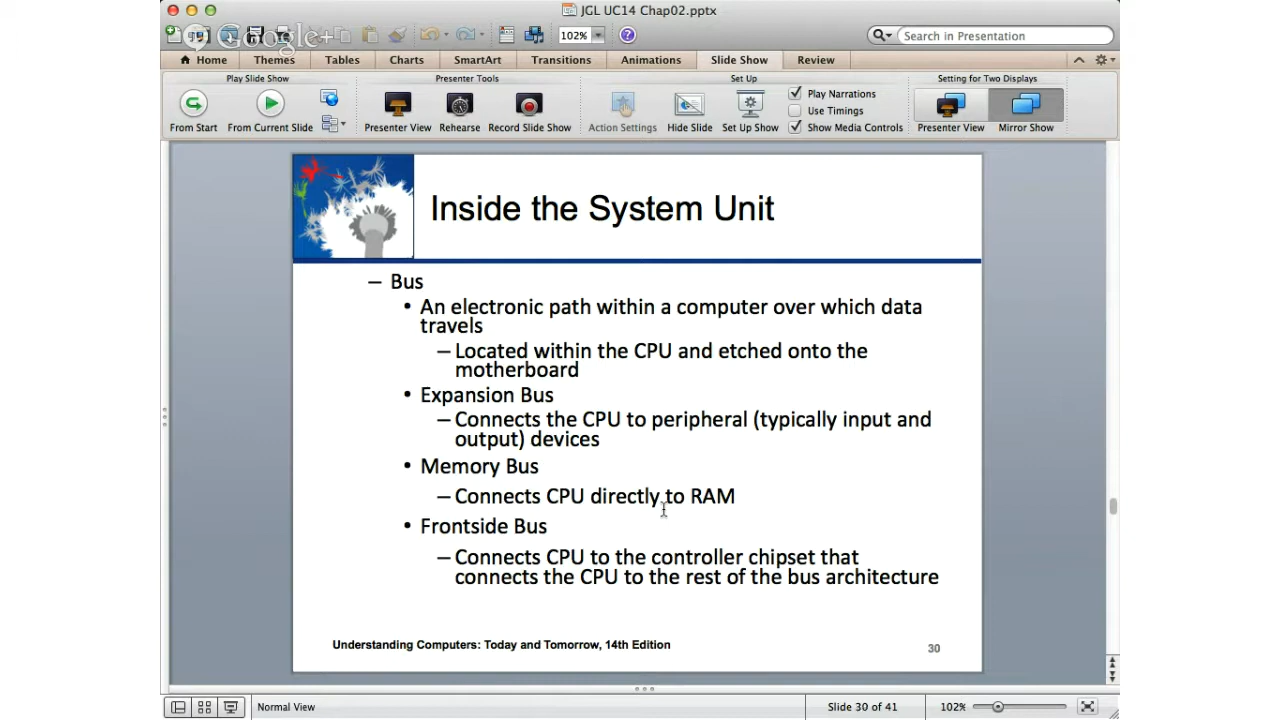 JGL UC14 Chap02.pptx
Google+
102%
Search in Presentation
Home Themes Tables Charts SmartArt Transitions Animations Slide Show Review
Play Slide Show Presenter Tools Set Up Setting for Two Displays
Play Narrations
Use Timings
From Start From Current Slide Presenter View Rehearse Record Slide Show Action Settings Hide Slide Set Up Show Show Media Controls Presenter View Mirror Show
Inside the System Unit
– Bus
• An electronic path within a computer over which data
travels
– Located within the CPU and etched onto the
motherboard
• Expansion Bus
– Connects the CPU to peripheral (typically input and
output) devices
• Memory Bus
– Connects CPU directly to RAM
• Frontside Bus
– Connects CPU to the controller chipset that
connects the CPU to the rest of the bus architecture
Understanding Computers: Today and Tomorrow, 14th Edition
30
Normal View Slide 30 of 41 102%